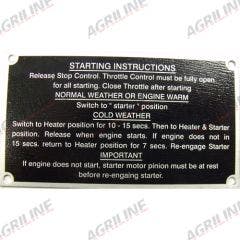 AGRILINE
AGRILINE
STARTING INSTRUCTIONS
Release Stop Control. Throttle Control must be fully open
for all starting. Close Throttle after starting
NORMAL WEATHER OR ENGINE WARM
Switch to "starter" position
COLD WEATHER
Switch to Heater position for 10 - 15 secs. Then to Heater & Starter
position. Release when engine starts. If engine does not in
15 secs. return to Heater position for 7 secs. Re-engage Starter
IMPORTANT
If engine does not start, starter motor pinion must be at rest
before re-engaing starter.
AGRILINE
AGRILINE